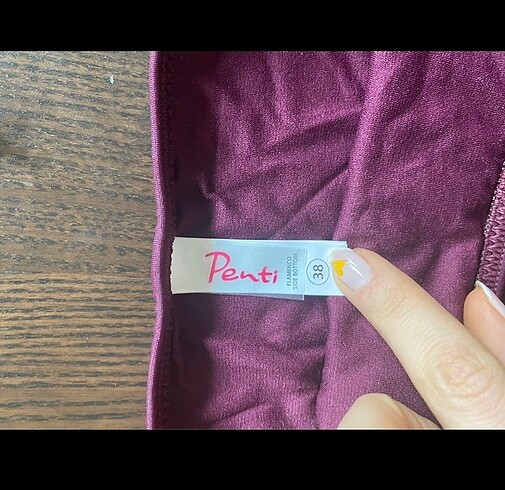 Penti
FLAMENCO
SIDE BOTTOM
38